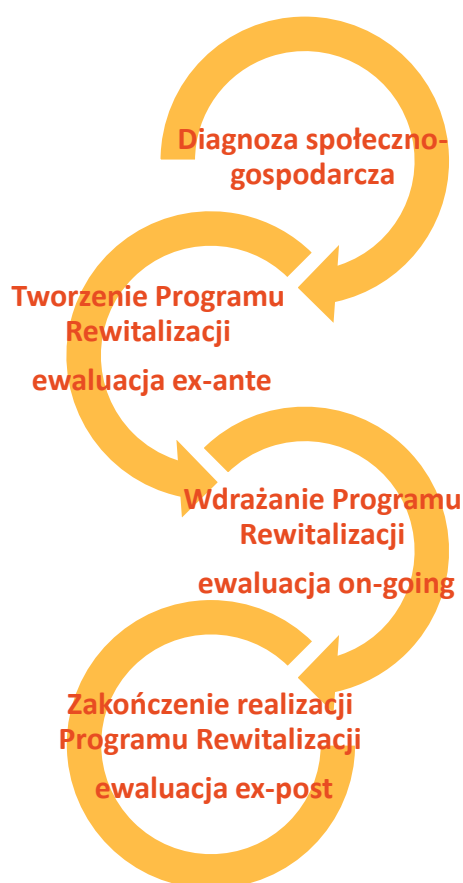 Diagnoza społeczno-
gospodarcza
Tworzenie Programu
Rewitalizacji
ewaluacja ex-ante
Wdrażanie Programu
Rewitalizacji
ewaluacja on-going
Zakończenie realizacji
Programu Rewitalizacji
ewaluacja ex-post